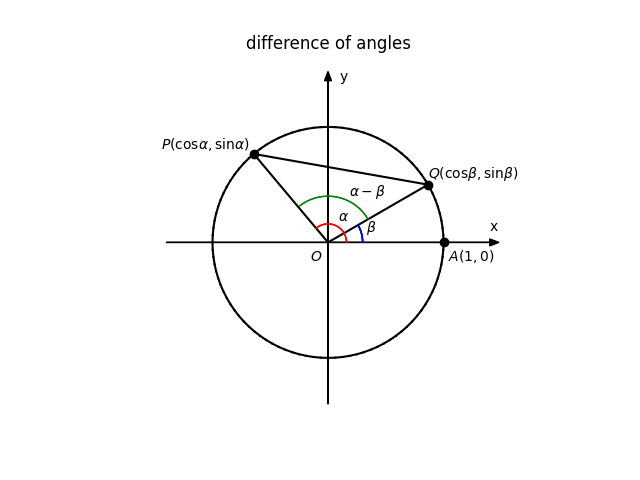 difference of angles
y
P(cosα, sinα)
Q(cosβ, sinβ)
α − β
α
β
x
O
A(1, 0)